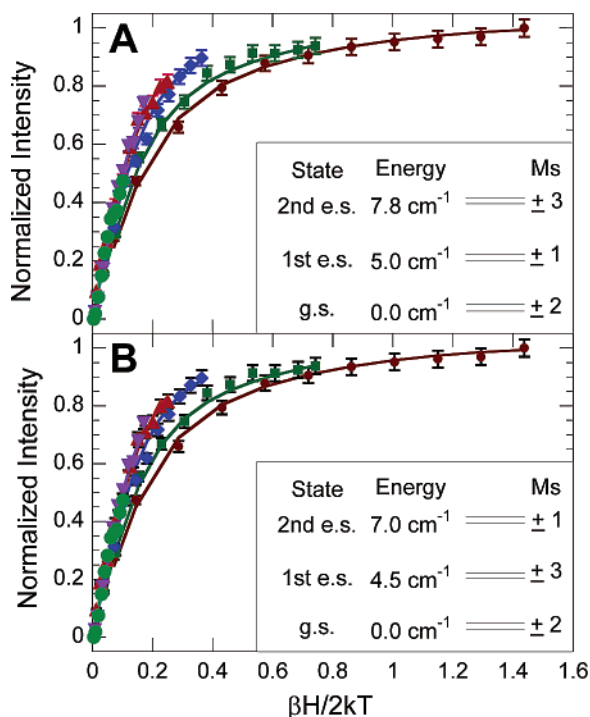 A
1
0.8
0.6
0.4
0.2
0
Normalized Intensity
State Energy Ms
2nd e.s. 7.8 cm⁻¹ ± 3
1st e.s. 5.0 cm⁻¹ ± 1
g.s. 0.0 cm⁻¹ ± 2
B
1
0.8
0.6
0.4
0.2
0
Normalized Intensity
State Energy Ms
2nd e.s. 7.0 cm⁻¹ ± 1
1st e.s. 4.5 cm⁻¹ ± 3
g.s. 0.0 cm⁻¹ ± 2
0 0.2 0.4 0.6 0.8 1.0 1.2 1.4 1.6
βH/2kT